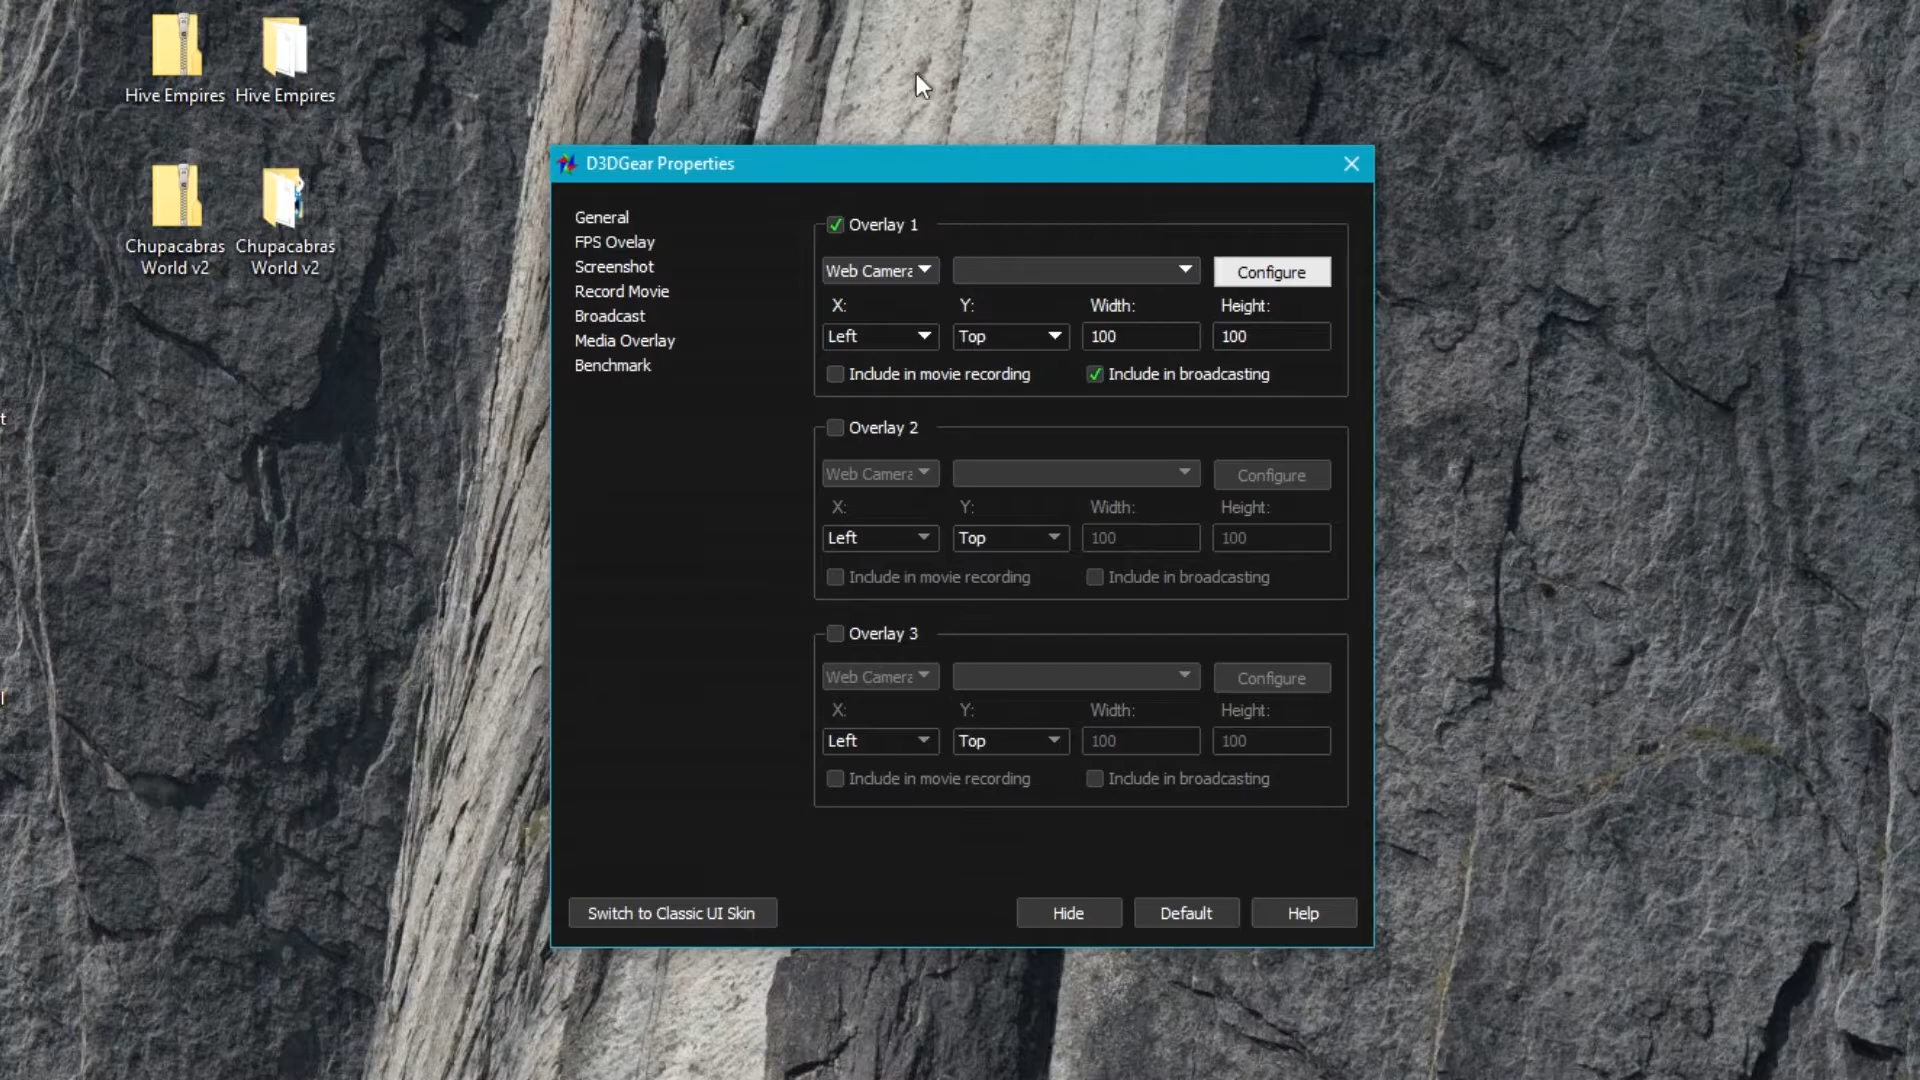 Hive Empires
Hive Empires
Chupacabras
World v2
Chupacabras
World v2
t
l
D3DGear Properties
General
FPS Ovelay
Screenshot
Record Movie
Broadcast
Media Overlay
Benchmark
Overlay 1
Web Camera
Configure
X:
Y:
Width:
Height:
Left
Top
100
100
Include in movie recording
Include in broadcasting
Overlay 2
Web Camera
Configure
X:
Y:
Width:
Height:
Left
Top
100
100
Include in movie recording
Include in broadcasting
Overlay 3
Web Camera
Configure
X:
Y:
Width:
Height:
Left
Top
100
100
Include in movie recording
Include in broadcasting
Switch to Classic UI Skin
Hide
Default
Help